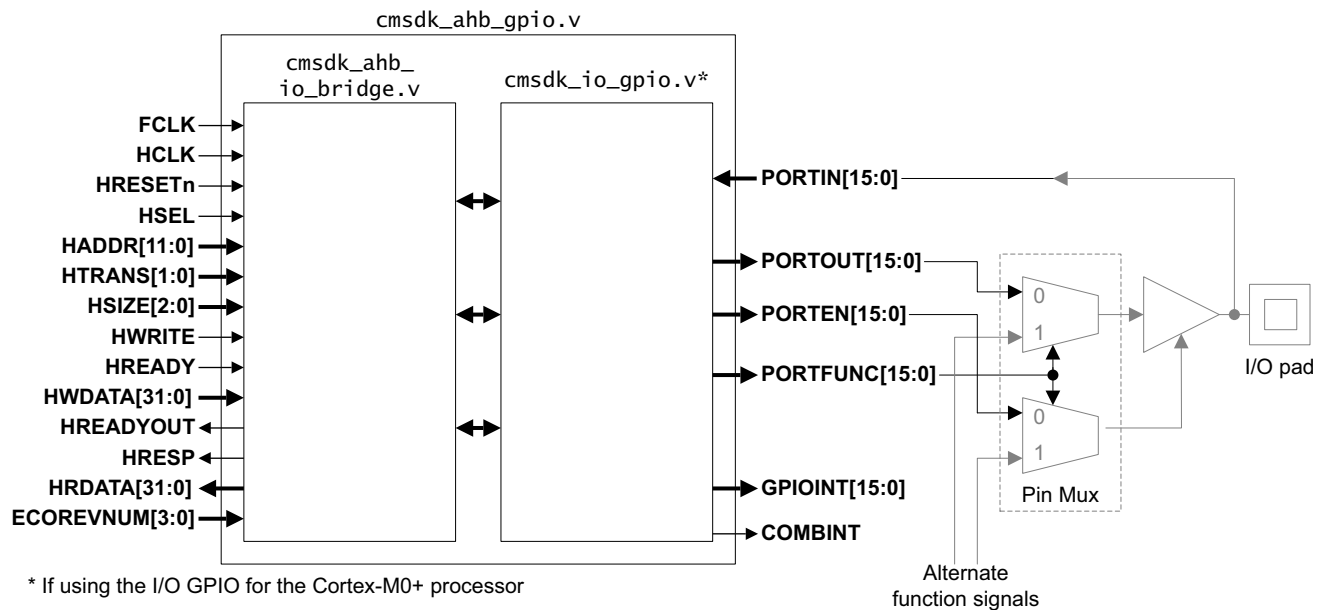 cmsdk_ahb_gpio.v
cmsdk_ahb_
io_bridge.v
cmsdk_io_gpio.v*
FCLK
HCLK
HRESETn
HSEL
HADDR[11:0]
HTRANS[1:0]
HSIZE[2:0]
HWRITE
HREADY
HWDATA[31:0]
HREADYOUT
HRESP
HRDATA[31:0]
ECOREVNUM[3:0]
PORTIN[15:0]
PORTOUT[15:0]
PORTEN[15:0]
PORTFUNC[15:0]
GPIOINT[15:0]
COMBINT
0
1
0
1
Pin Mux
I/O pad
Alternate
function signals
* If using the I/O GPIO for the Cortex-M0+ processor